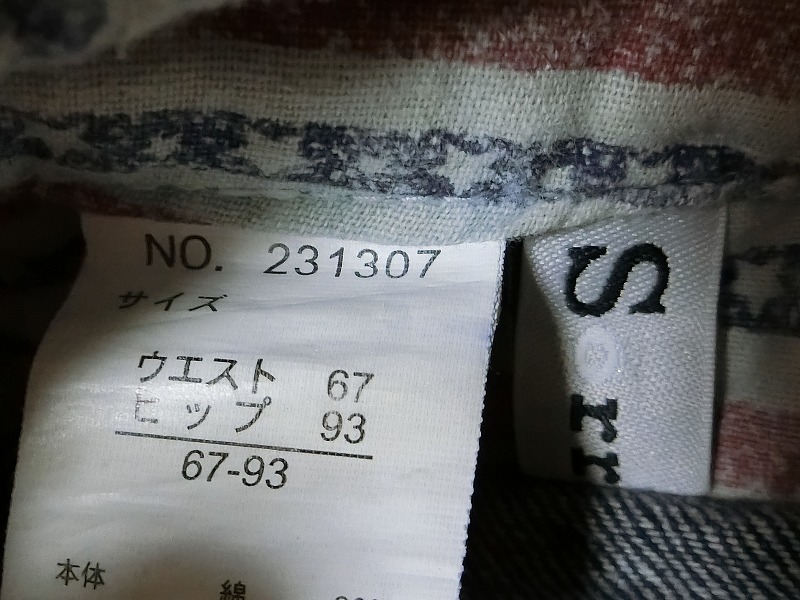 NO. 231307
サイズ
ウエスト 67
ヒップ 93
67-93
本体 綿
S
rr